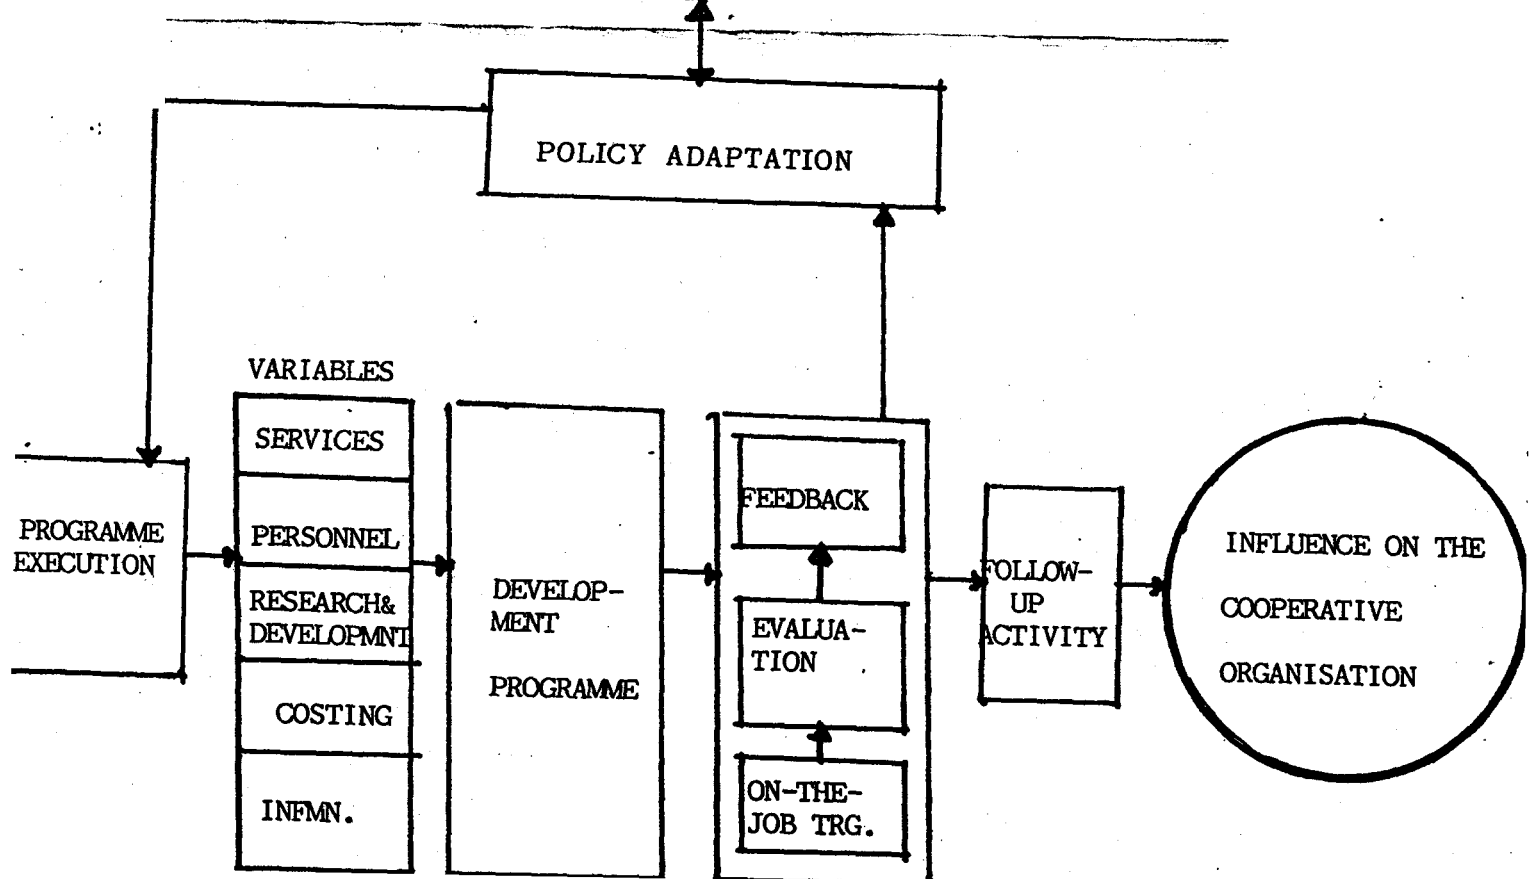 POLICY ADAPTATION
VARIABLES
SERVICES
PERSONNEL
RESEARCH&
DEVELOPMNT
COSTING
INFMN.
PROGRAMME
EXECUTION
DEVELOP-
MENT
PROGRAMME
FEEDBACK
EVALUA-
TION
ON-THE-
JOB TRG.
FOLLOW-
UP
ACTIVITY
INFLUENCE ON THE
COOPERATIVE
ORGANISATION